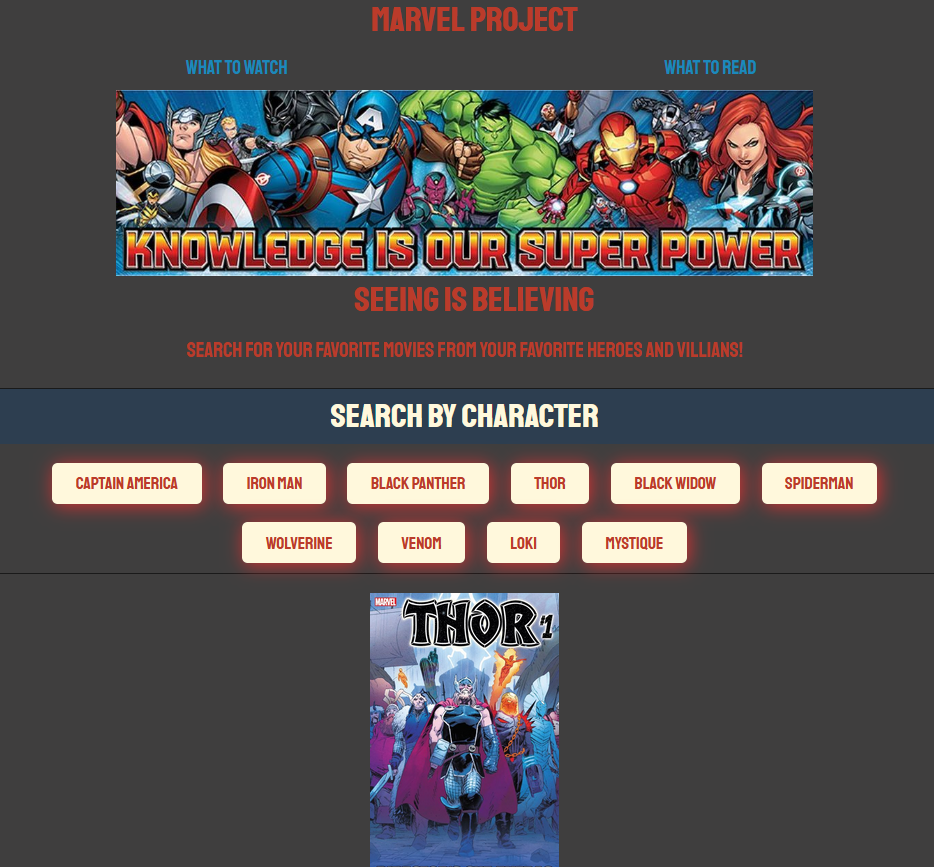 MARVEL PROJECT
WHAT TO WATCH WHAT TO READ
KNOWLEDGE IS OUR SUPER POWER
SEEING IS BELIEVING
SEARCH FOR YOUR FAVORITE MOVIES FROM YOUR FAVORITE HEROES AND VILLIANS!
SEARCH BY CHARACTER
CAPTAIN AMERICA IRON MAN BLACK PANTHER THOR BLACK WIDOW SPIDERMAN
WOLVERINE VENOM LOKI MYSTIQUE
MARVEL
THOR #1